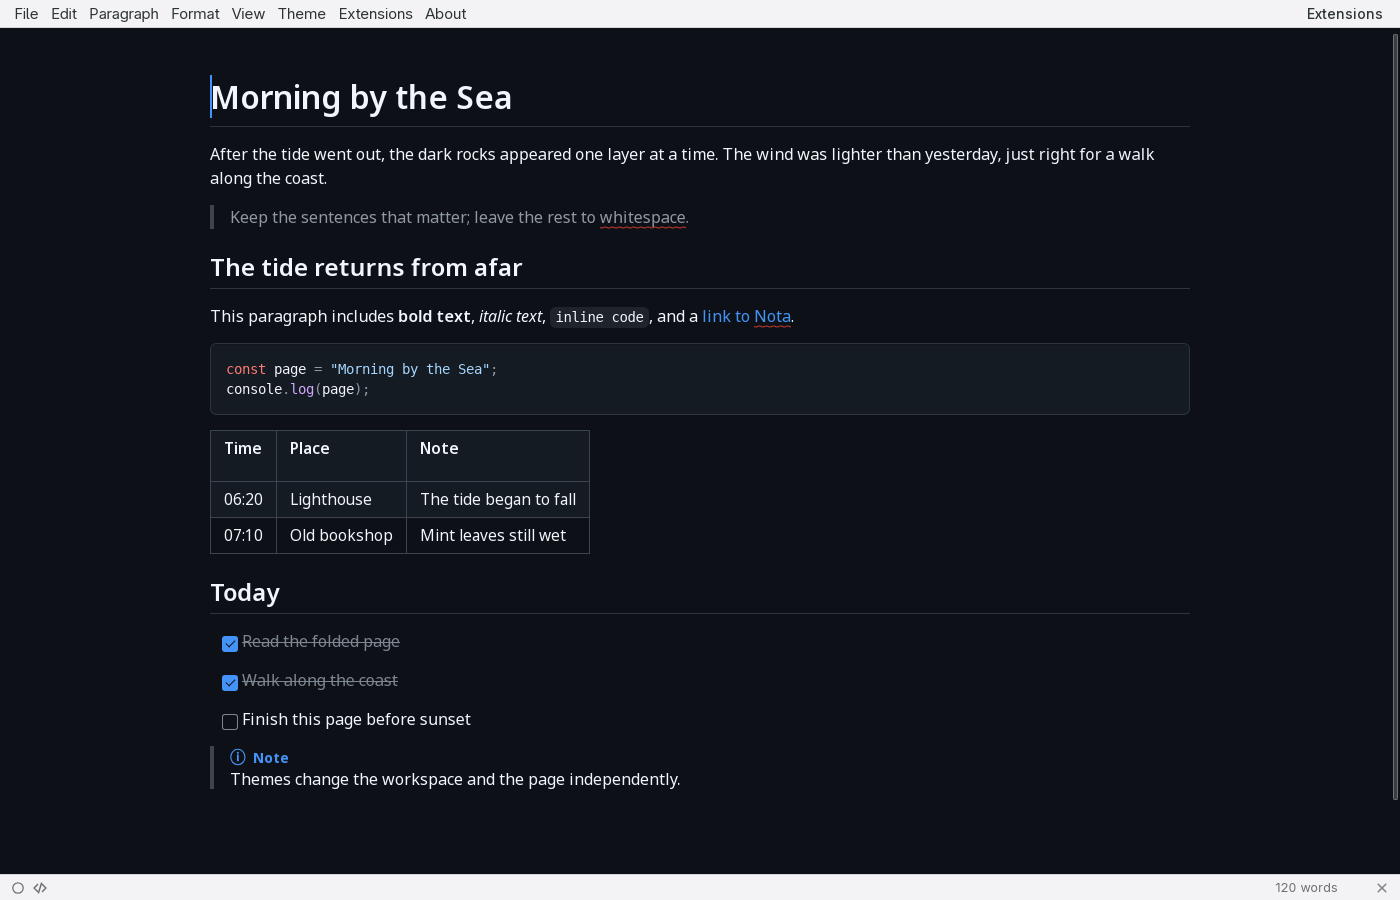 File Edit Paragraph Format View Theme Extensions About Extensions
Morning by the Sea
After the tide went out, the dark rocks appeared one layer at a time. The wind was lighter than yesterday, just right for a walk
along the coast.
Keep the sentences that matter; leave the rest to whitespace.
The tide returns from afar
This paragraph includes bold text, italic text, inline code, and a link to Nota.
const page = "Morning by the Sea";
console.log(page);
Time Place Note
06:20 Lighthouse The tide began to fall
07:10 Old bookshop Mint leaves still wet
Today
Read the folded page
Walk along the coast
Finish this page before sunset
Note
Themes change the workspace and the page independently.
120 words